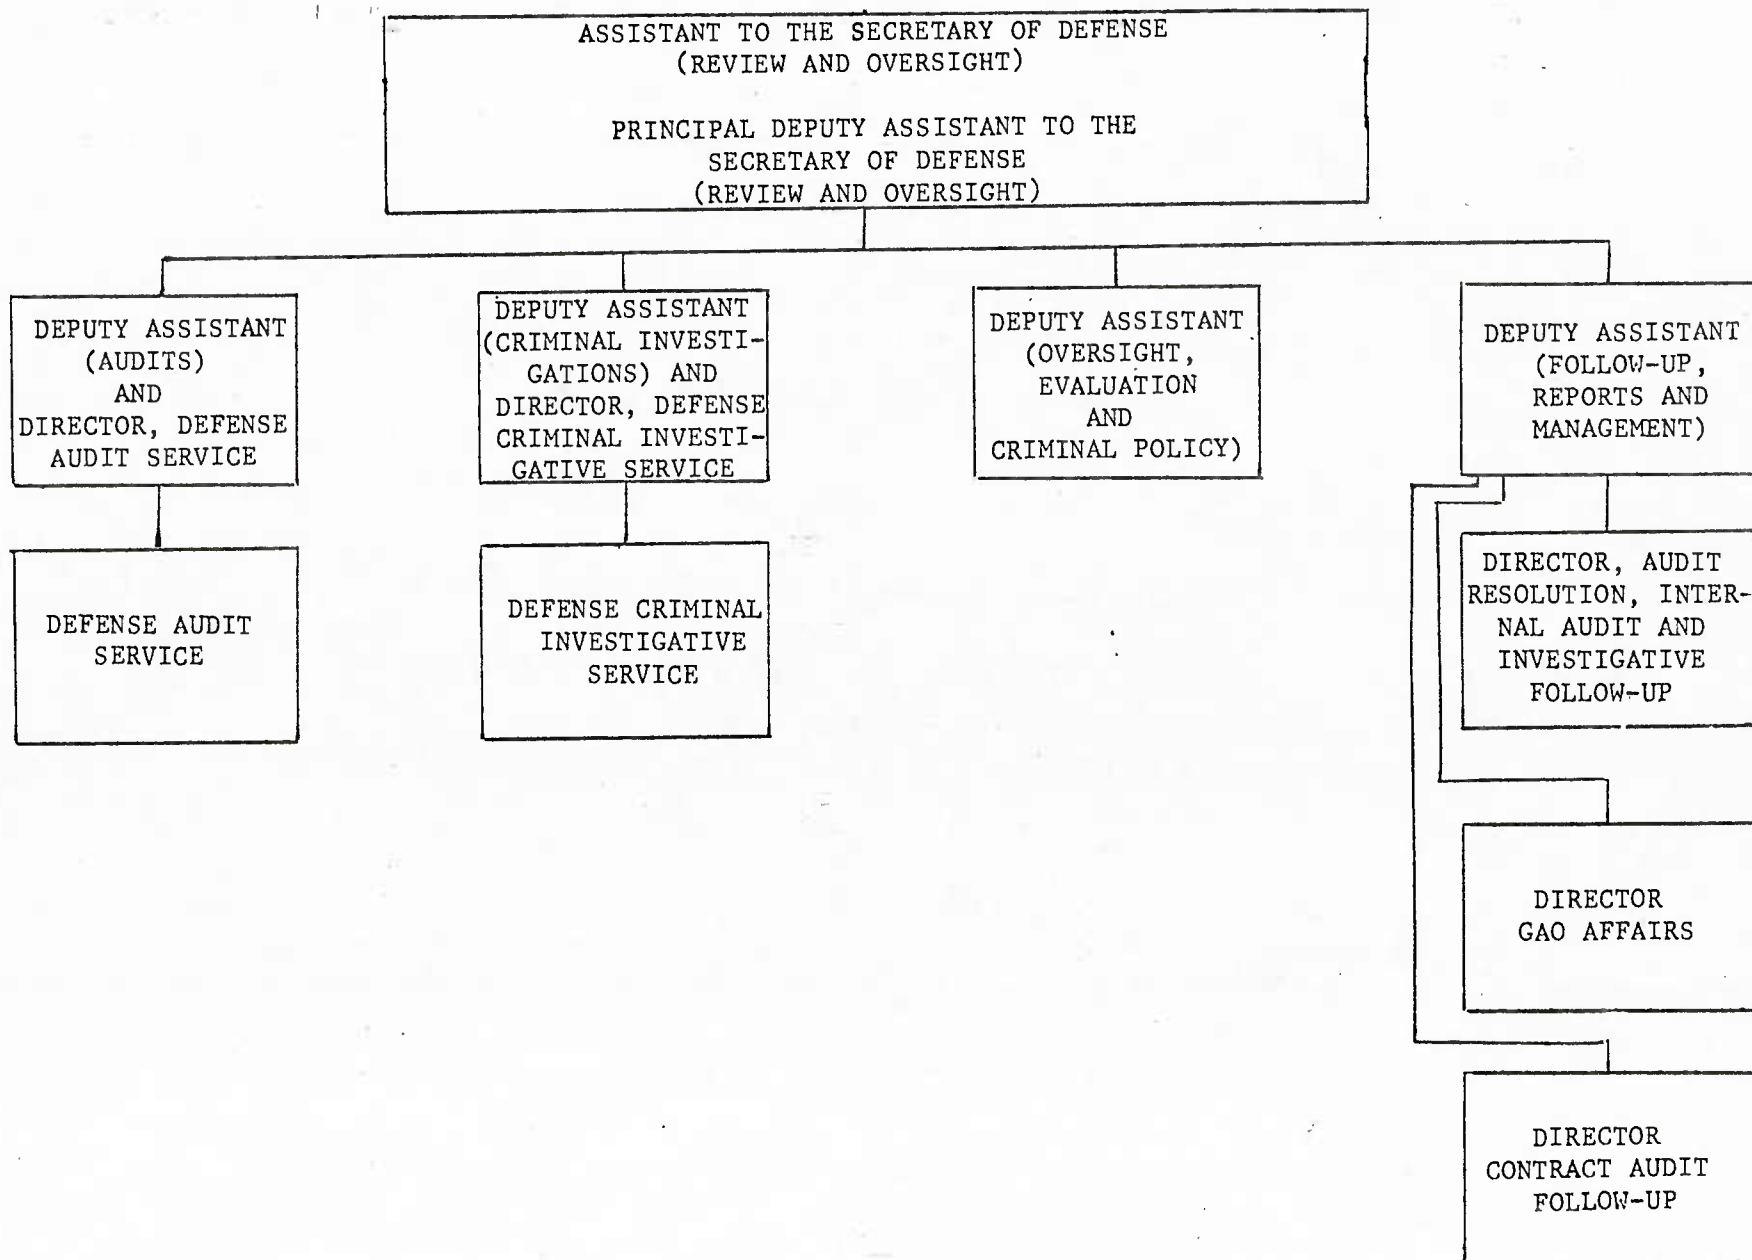 ASSISTANT TO THE SECRETARY OF DEFENSE
(REVIEW AND OVERSIGHT)
PRINCIPAL DEPUTY ASSISTANT TO THE
SECRETARY OF DEFENSE
(REVIEW AND OVERSIGHT)
DEPUTY ASSISTANT
(AUDITS)
AND
DIRECTOR, DEFENSE
AUDIT SERVICE
DEPUTY ASSISTANT
(CRIMINAL INVESTI-
GATIONS) AND
DIRECTOR, DEFENSE
CRIMINAL INVESTI-
GATIVE SERVICE
DEPUTY ASSISTANT
(OVERSIGHT,
EVALUATION
AND
CRIMINAL POLICY)
DEPUTY ASSISTANT
(FOLLOW-UP,
REPORTS AND
MANAGEMENT)
DEFENSE AUDIT
SERVICE
DEFENSE CRIMINAL
INVESTIGATIVE
SERVICE
DIRECTOR, AUDIT
RESOLUTION, INTER-
NAL AUDIT AND
INVESTIGATIVE
FOLLOW-UP
DIRECTOR
GAO AFFAIRS
DIRECTOR
CONTRACT AUDIT
FOLLOW-UP